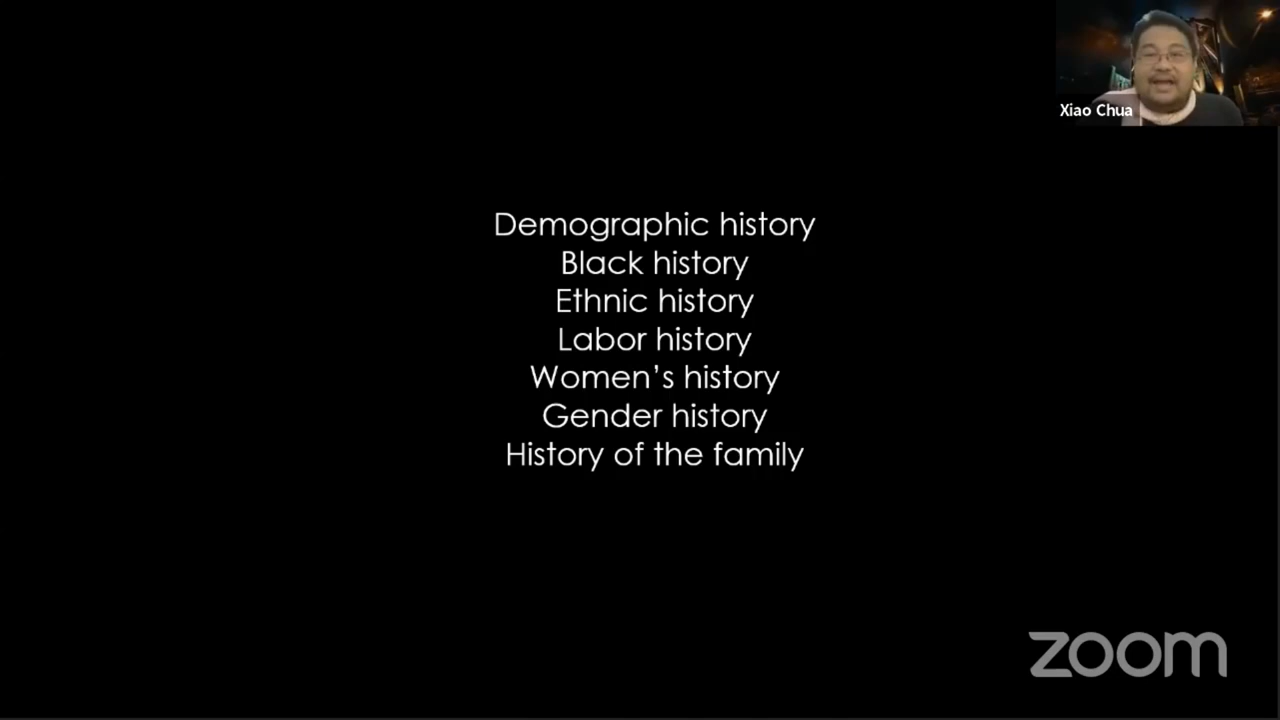 Xiao Chua
Demographic history
Black history
Ethnic history
Labor history
Women's history
Gender history
History of the family
zoom